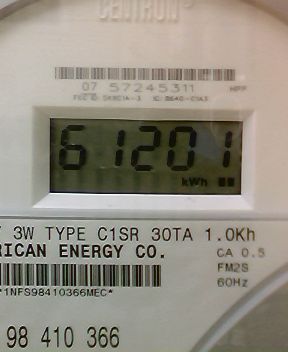 CENTRON
07 57245311
61201
kWh
3W TYPE C1SR 30TA 1.0Kh
RICAN ENERGY CO.
CA 0.5
FM2S
60Hz
*1NFS98410366MEC*
98 410 366